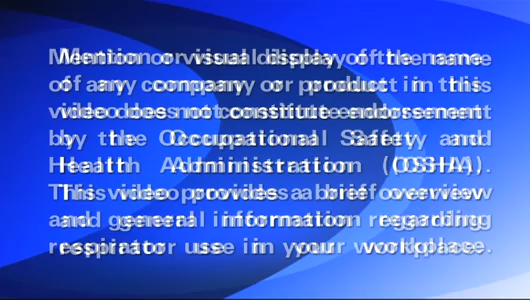 Mention or visual display of the name
of any company or product in this
video does not constitute endorsement
by the Occupational Safety and
Health Administration (OSHA).
This video provides a brief overview
and general information regarding
respirator use in your workplace.